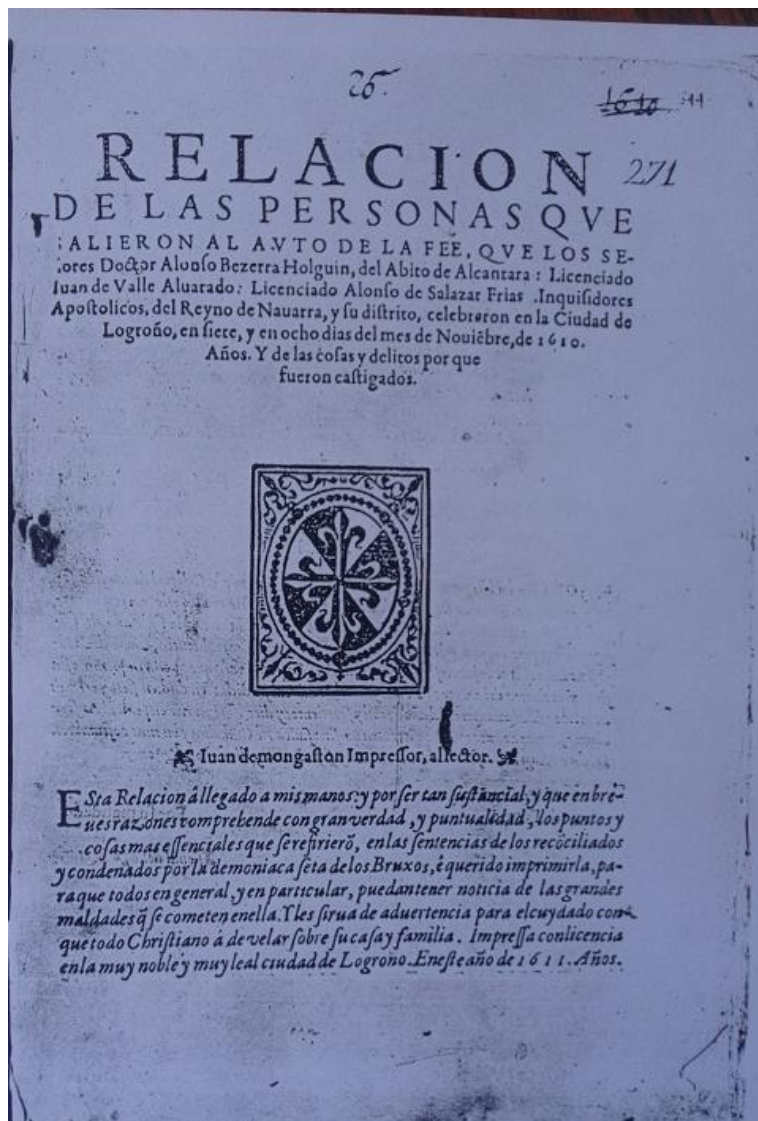 26.
1610 344
RELACION 271
DE LAS PERSONAS QVE
SALIERON AL AVTO DE LA FEE, QVE LOS SE-
ñores Doctor Alonſo Bezerra Holguin, del Abito de Alcantara: Licenciado
Iuan de Valle Aluarado: Licenciado Alonſo de Salazar Frias .Inquiſidores
Apoſtolicos, del Reyno de Nauarra, y ſu diſtrito, celebraron en la Ciudad de
Logroño, en ſiete, y en ocho dias del mes de Nouiẽbre, de 1610.
Años. Y de las coſas y delitos por que
fueron caſtigados.
Iuan demongaſton Impreſſor, allector.
ESta Relacion á llegado a mis manos: y por ſer tan ſuſtancial, y que en bre-
ues razones comprehende con gran verdad, y puntualidad, los puntos y
coſas mas eſſenciales que ſe refirierõ, en las ſentencias de los recõciliados
y condenados por la demoniaca ſeta de los Bruxos, é querido imprimirla, pa-
ra que todos en general, y en particular, puedan tener noticia de las grandes
maldades q̃ ſe cometen en ella. Y les ſirua de aduertencia para el cuydado con
que todo Chriſtiano á de velar ſobre ſu caſa y familia. Impreſſa con licencia
en la muy noble y muy leal ciudad de Logroño. En eſte año de 1611. Años.